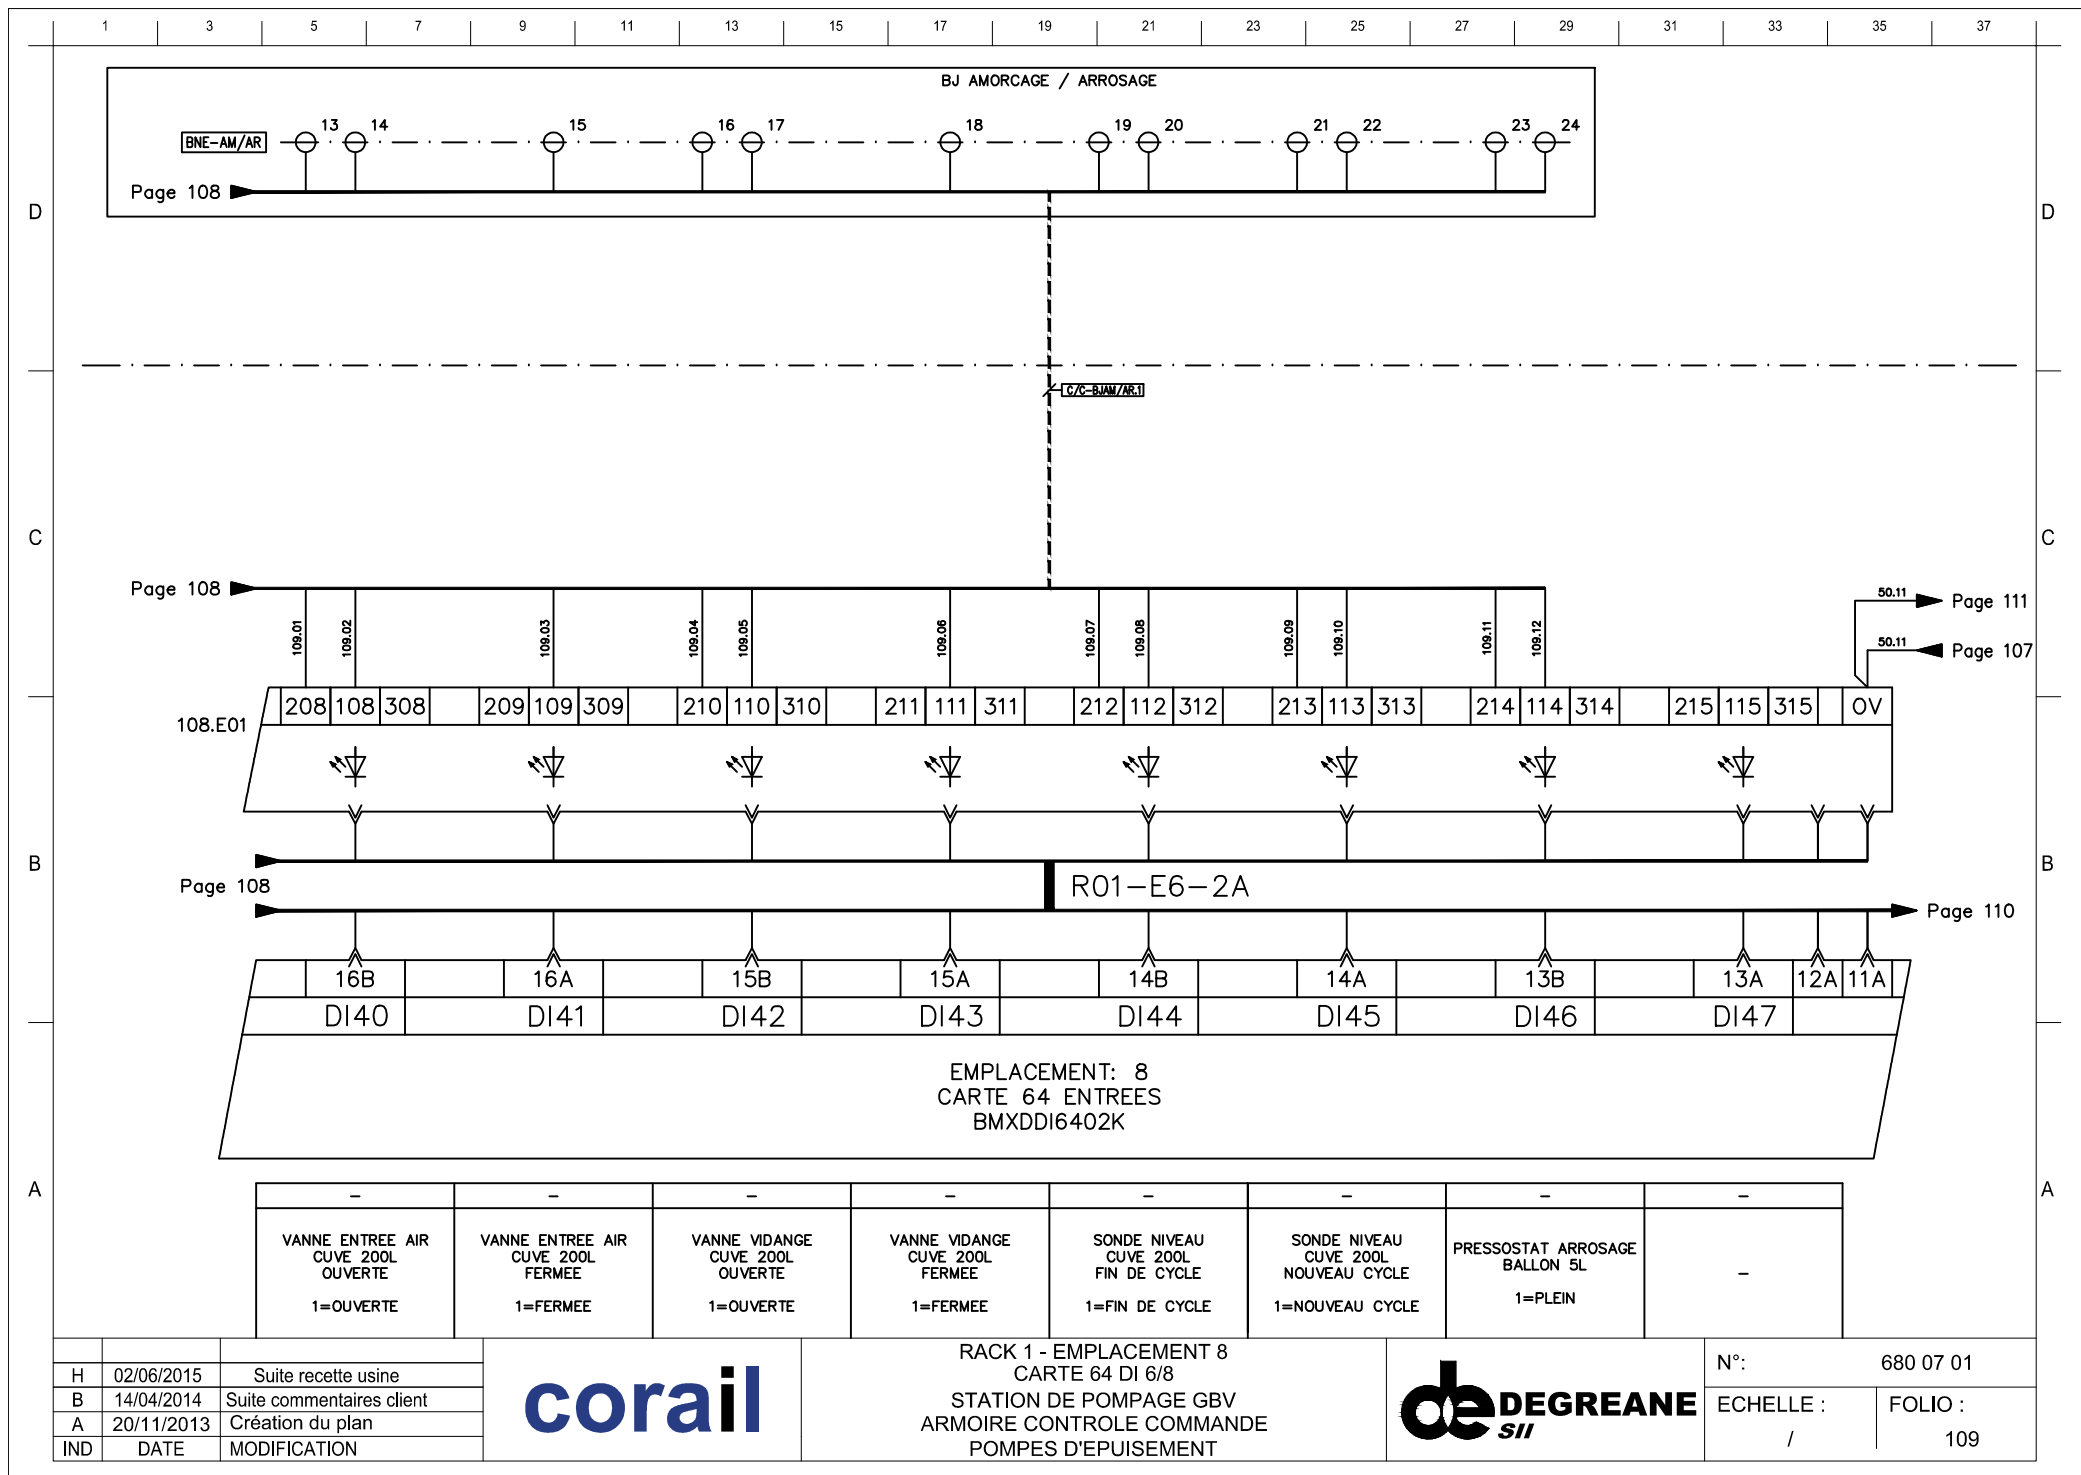 1 3 5 7 9 11 13 15 17 19 21 23 25 27 29 31 33 35 37
BJ AMORCAGE / ARROSAGE
BNE-AM/AR 13 14 15 16 17 18 19 20 21 22 23 24
Page 108
D D
C/C-BJAM/AR.1
C C
Page 108
50.11 Page 111
109.01 109.02 109.03 109.04 109.05 109.06 109.07 109.08 109.09 109.10 109.11 109.12
50.11 Page 107
208 108 308 209 109 309 210 110 310 211 111 311 212 112 312 213 113 313 214 114 314 215 115 315 0V
108.E01
B B
Page 108
R01-E6-2A
Page 110
16B 16A 15B 15A 14B 14A 13B 13A 12A 11A
DI40 DI41 DI42 DI43 DI44 DI45 DI46 DI47
EMPLACEMENT: 8
CARTE 64 ENTREES
BMXDDI6402K
A A
- - - - - - - -
VANNE ENTREE AIR
CUVE 200L
OUVERTE
1=OUVERTE
VANNE ENTREE AIR
CUVE 200L
FERMEE
1=FERMEE
VANNE VIDANGE
CUVE 200L
OUVERTE
1=OUVERTE
VANNE VIDANGE
CUVE 200L
FERMEE
1=FERMEE
SONDE NIVEAU
CUVE 200L
FIN DE CYCLE
1=FIN DE CYCLE
SONDE NIVEAU
CUVE 200L
NOUVEAU CYCLE
1=NOUVEAU CYCLE
PRESSOSTAT ARROSAGE
BALLON 5L
1=PLEIN
-
H 02/06/2015 Suite recette usine
B 14/04/2014 Suite commentaires client
A 20/11/2013 Création du plan
IND DATE MODIFICATION
corail
RACK 1 - EMPLACEMENT 8
CARTE 64 DI 6/8
STATION DE POMPAGE GBV
ARMOIRE CONTROLE COMMANDE
POMPES D'EPUISEMENT
de DEGREANE
SII
N°: 680 07 01
ECHELLE : /
FOLIO : 109